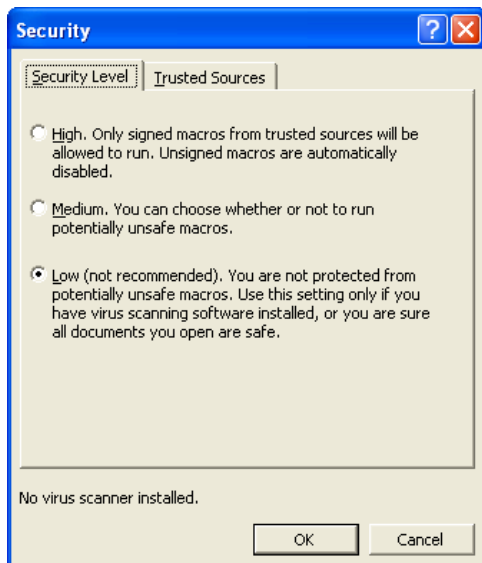 Security
Security Level Trusted Sources
High. Only signed macros from trusted sources will be
allowed to run. Unsigned macros are automatically
disabled.
Medium. You can choose whether or not to run
potentially unsafe macros.
Low (not recommended). You are not protected from
potentially unsafe macros. Use this setting only if you
have virus scanning software installed, or you are sure
all documents you open are safe.
No virus scanner installed.
OK Cancel